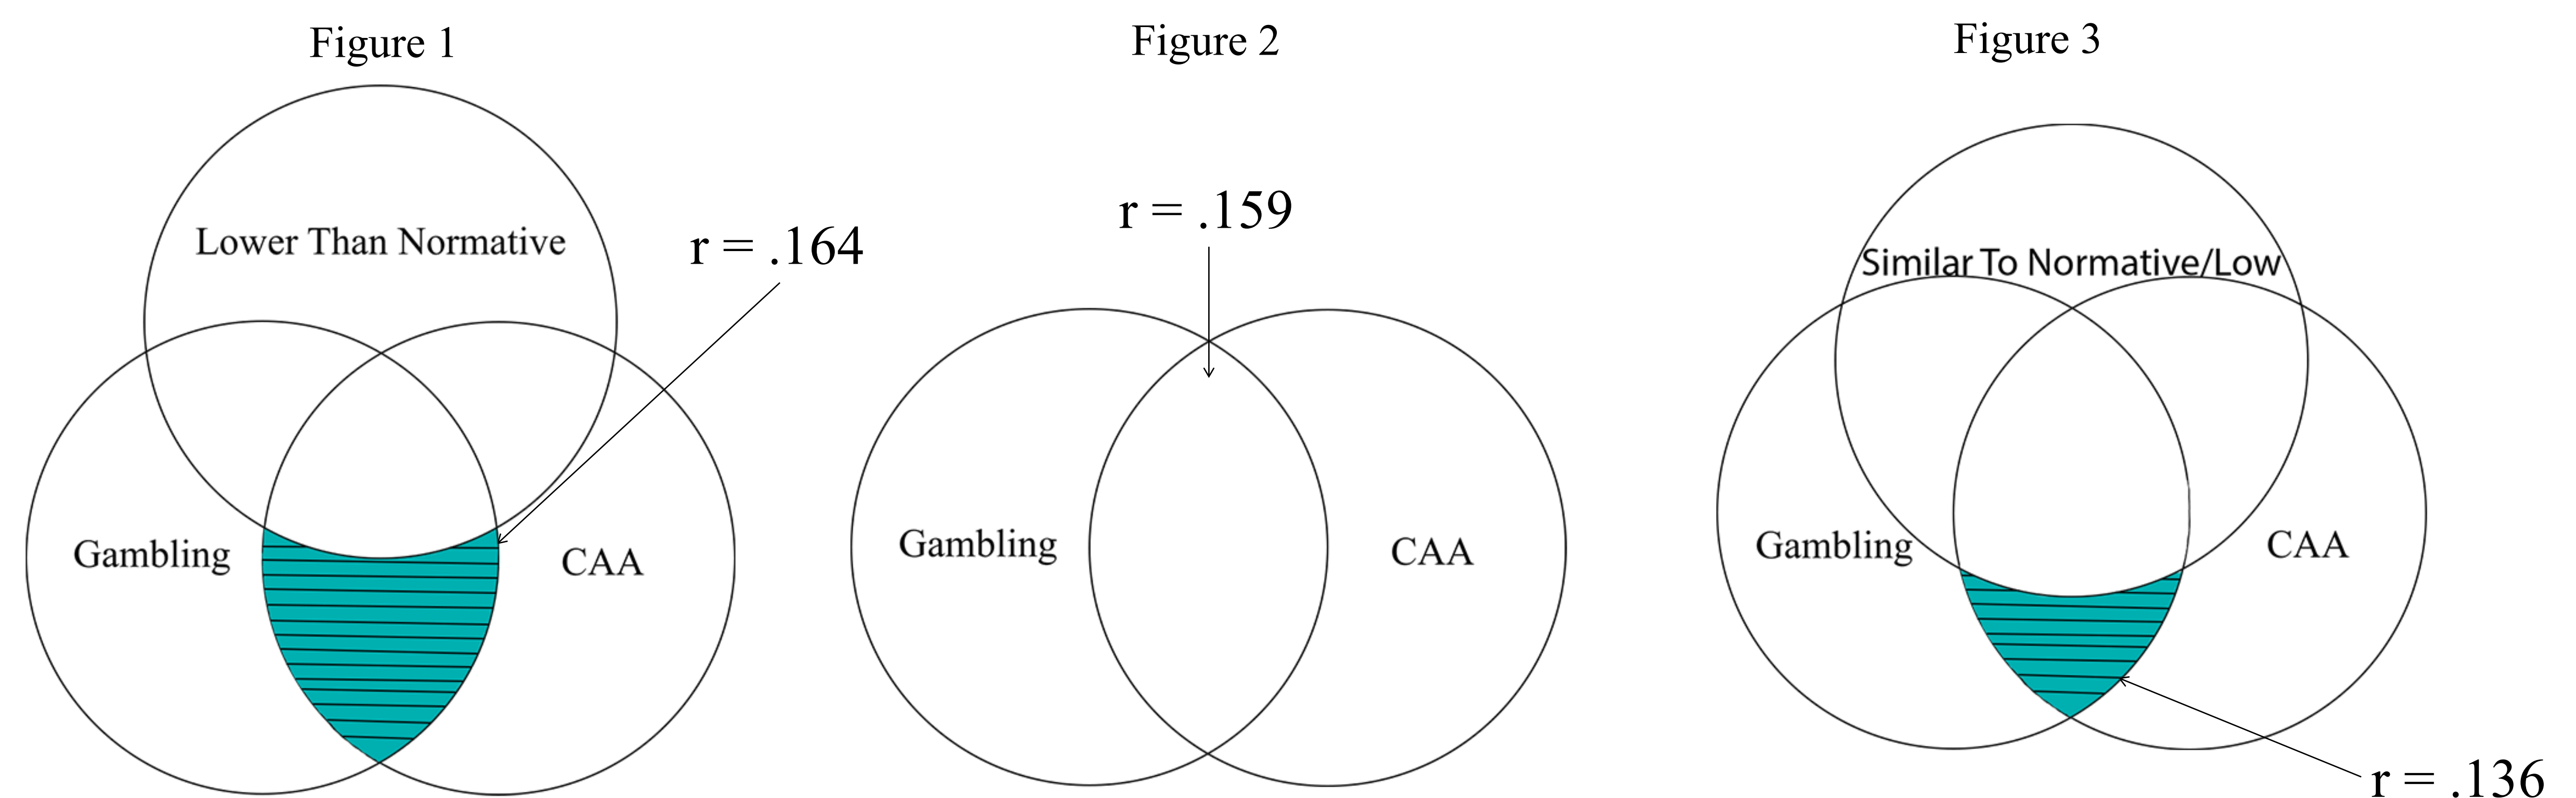 Figure 1
Lower Than Normative
r = .164
Gambling
CAA
Figure 2
r = .159
Gambling
CAA
Figure 3
Similar To Normative/Low
Gambling
CAA
r = .136